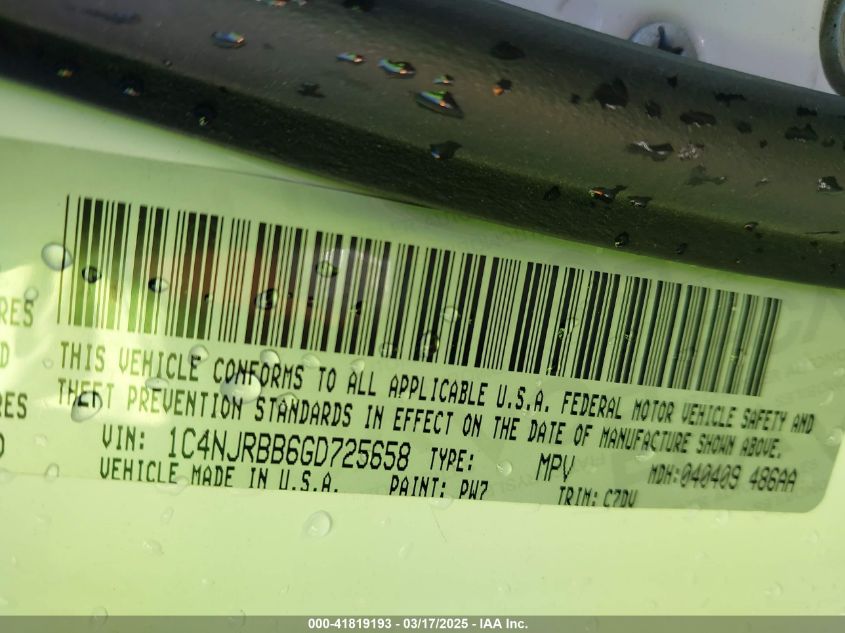 RES
D
RES
D
THIS VEHICLE CONFORMS TO ALL APPLICABLE U.S.A. FEDERAL MOTOR VEHICLE SAFETY AND
THEFT PREVENTION STANDARDS IN EFFECT ON THE DATE OF MANUFACTURE SHOWN ABOVE.
VIN: 1C4NJRBB6GD725658 TYPE: MPV MDH:040409 486AA
VEHICLE MADE IN U.S.A. PAINT: PW7 TRIM: C7DV
000-41819193 - 03/17/2025 - IAA Inc.